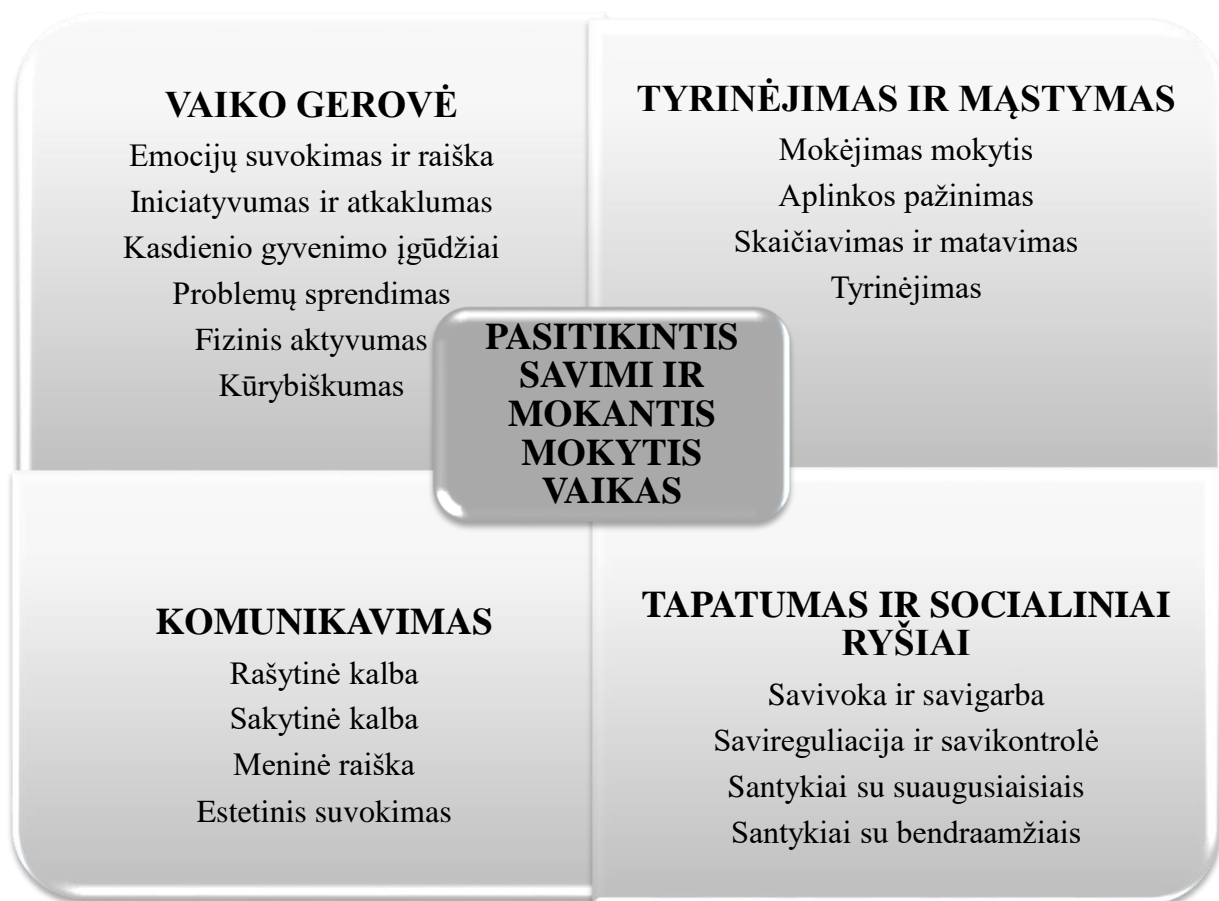 VAIKO GEROVĖ
Emocijų suvokimas ir raiška
Iniciatyvumas ir atkaklumas
Kasdienio gyvenimo įgūdžiai
Problemų sprendimas
Fizinis aktyvumas
Kūrybiškumas
TYRINĖJIMAS IR MĄSTYMAS
Mokėjimas mokytis
Aplinkos pažinimas
Skaičiavimas ir matavimas
Tyrinėjimas
PASITIKINTIS
SAVIMI IR
MOKANTIS
MOKYTIS
VAIKAS
KOMUNIKAVIMAS
Rašytinė kalba
Sakytinė kalba
Meninė raiška
Estetinis suvokimas
TAPATUMAS IR SOCIALINIAI
RYŠIAI
Savivoka ir savigarba
Savireguliacija ir savikontrolė
Santykiai su suaugusiaisiais
Santykiai su bendraamžiais